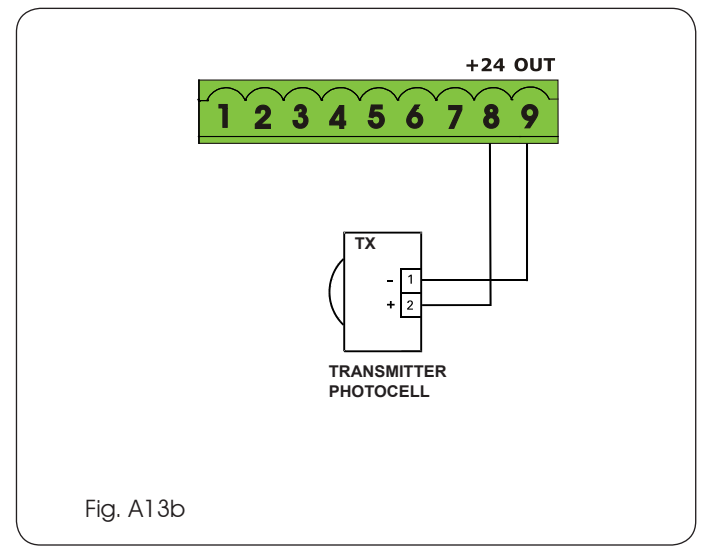 +24 OUT
1 2 3 4 5 6 7 8 9
TX
- 1
+ 2
TRANSMITTER
PHOTOCELL
Fig. A13b